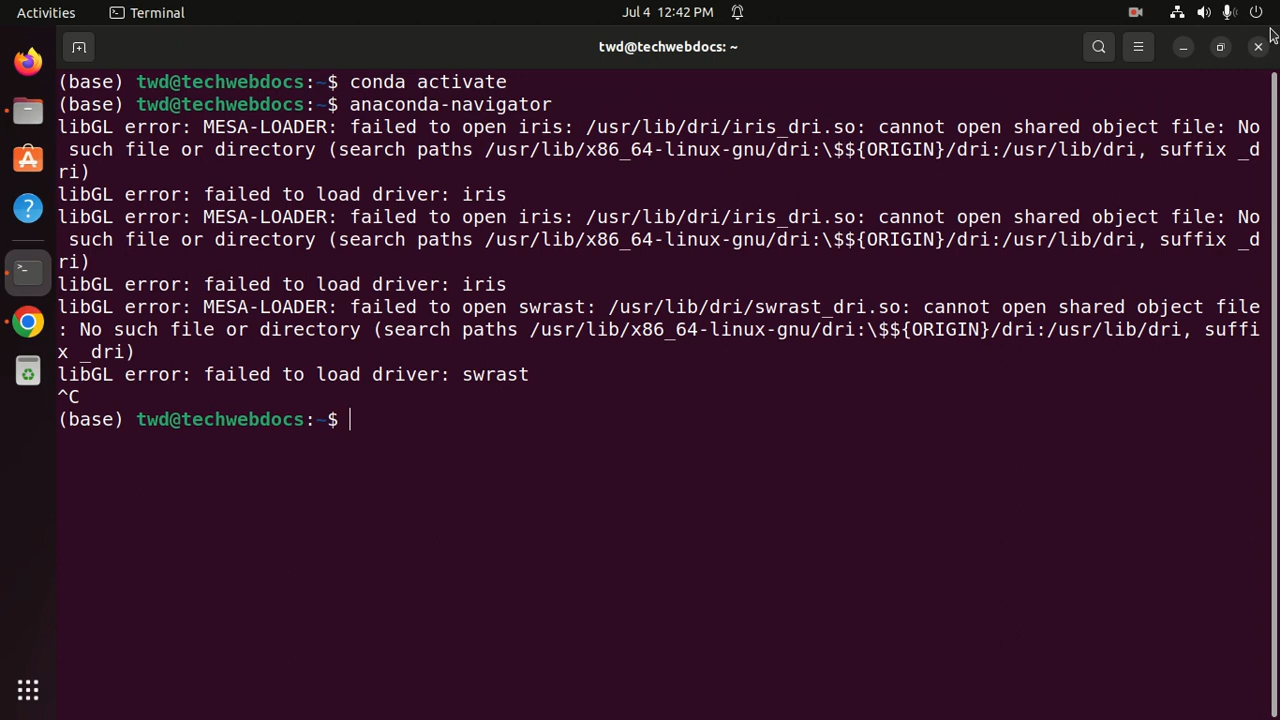 Activities Terminal Jul 4 12:42 PM
twd@techwebdocs: ~
(base) twd@techwebdocs:~$ conda activate
(base) twd@techwebdocs:~$ anaconda-navigator
libGL error: MESA-LOADER: failed to open iris: /usr/lib/dri/iris_dri.so: cannot open shared object file: No
 such file or directory (search paths /usr/lib/x86_64-linux-gnu/dri:\$${ORIGIN}/dri:/usr/lib/dri, suffix _d
ri)
libGL error: failed to load driver: iris
libGL error: MESA-LOADER: failed to open iris: /usr/lib/dri/iris_dri.so: cannot open shared object file: No
 such file or directory (search paths /usr/lib/x86_64-linux-gnu/dri:\$${ORIGIN}/dri:/usr/lib/dri, suffix _d
ri)
libGL error: failed to load driver: iris
libGL error: MESA-LOADER: failed to open swrast: /usr/lib/dri/swrast_dri.so: cannot open shared object file
: No such file or directory (search paths /usr/lib/x86_64-linux-gnu/dri:\$${ORIGIN}/dri:/usr/lib/dri, suffi
x _dri)
libGL error: failed to load driver: swrast
^C
(base) twd@techwebdocs:~$